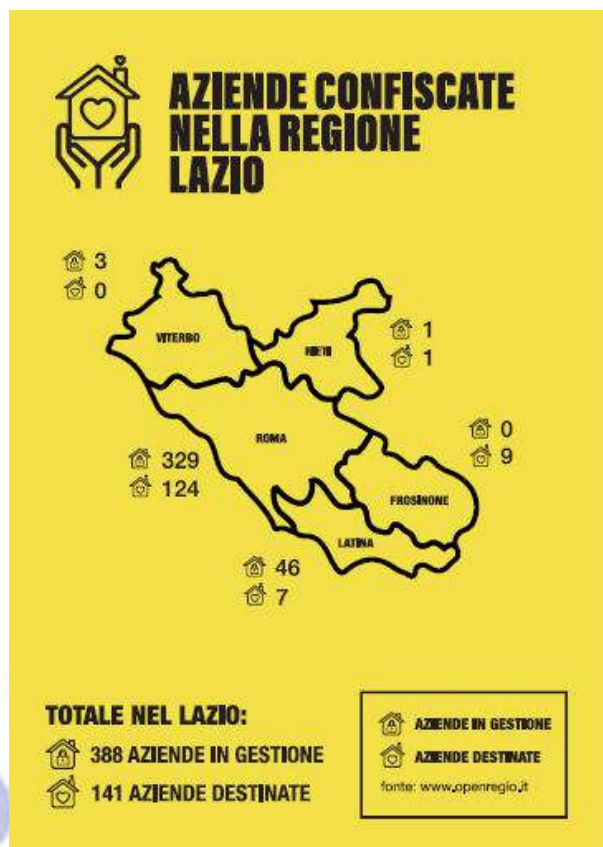 AZIENDE CONFISCATE
NELLA REGIONE
LAZIO
3
0
VITERBO
RIETI
1
1
ROMA
0
9
329
124
FROSINONE
LATINA
46
7
TOTALE NEL LAZIO:
388 AZIENDE IN GESTIONE
141 AZIENDE DESTINATE
AZIENDE IN GESTIONE
AZIENDE DESTINATE
fonte: www.openregio.it